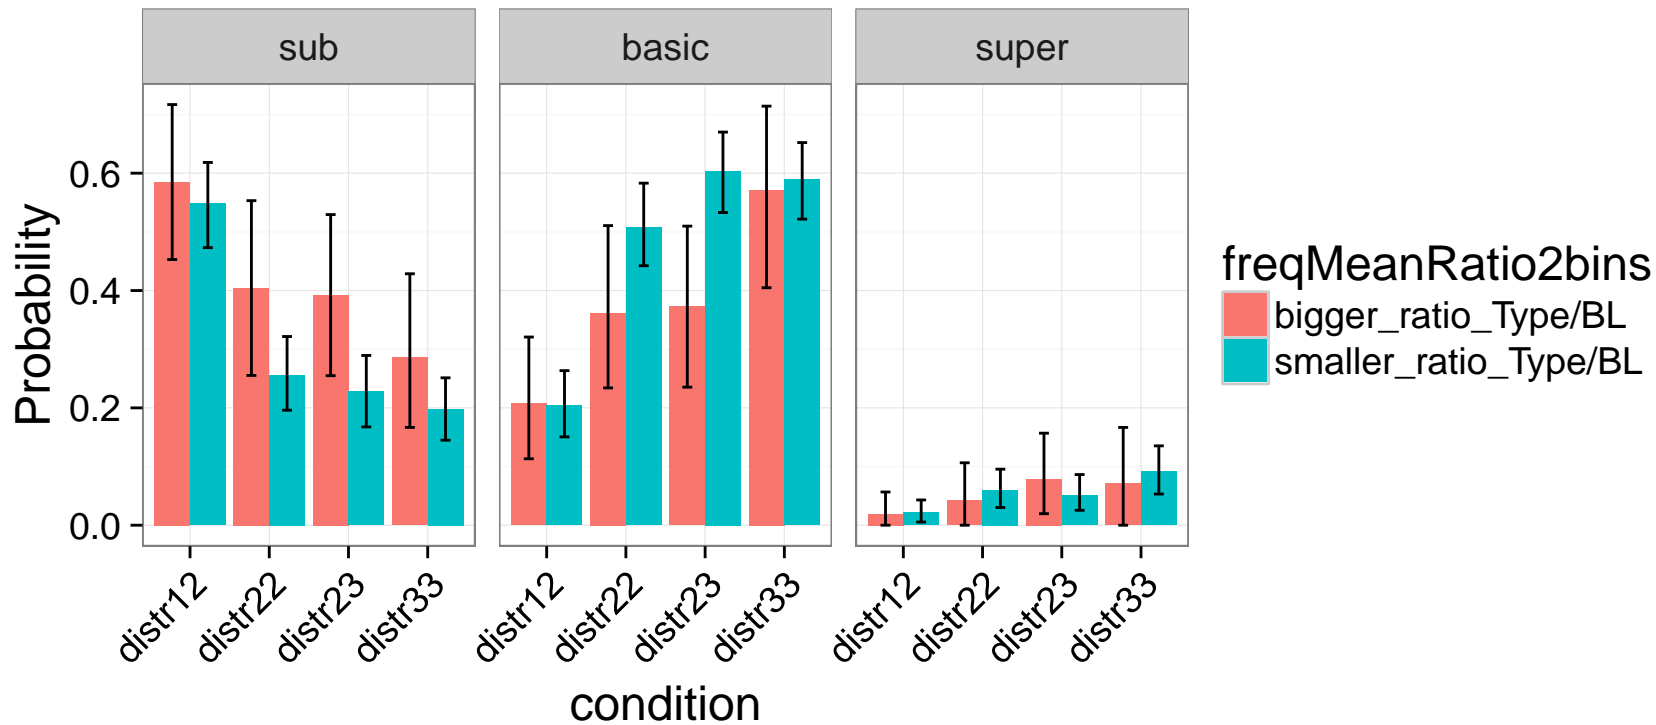 sub basic super
Probability
0.6
0.4
0.2
0.0
distr12 distr22 distr23 distr33 distr12 distr22 distr23 distr33 distr12 distr22 distr23 distr33
condition
freqMeanRatio2bins
bigger_ratio_Type/BL
smaller_ratio_Type/BL